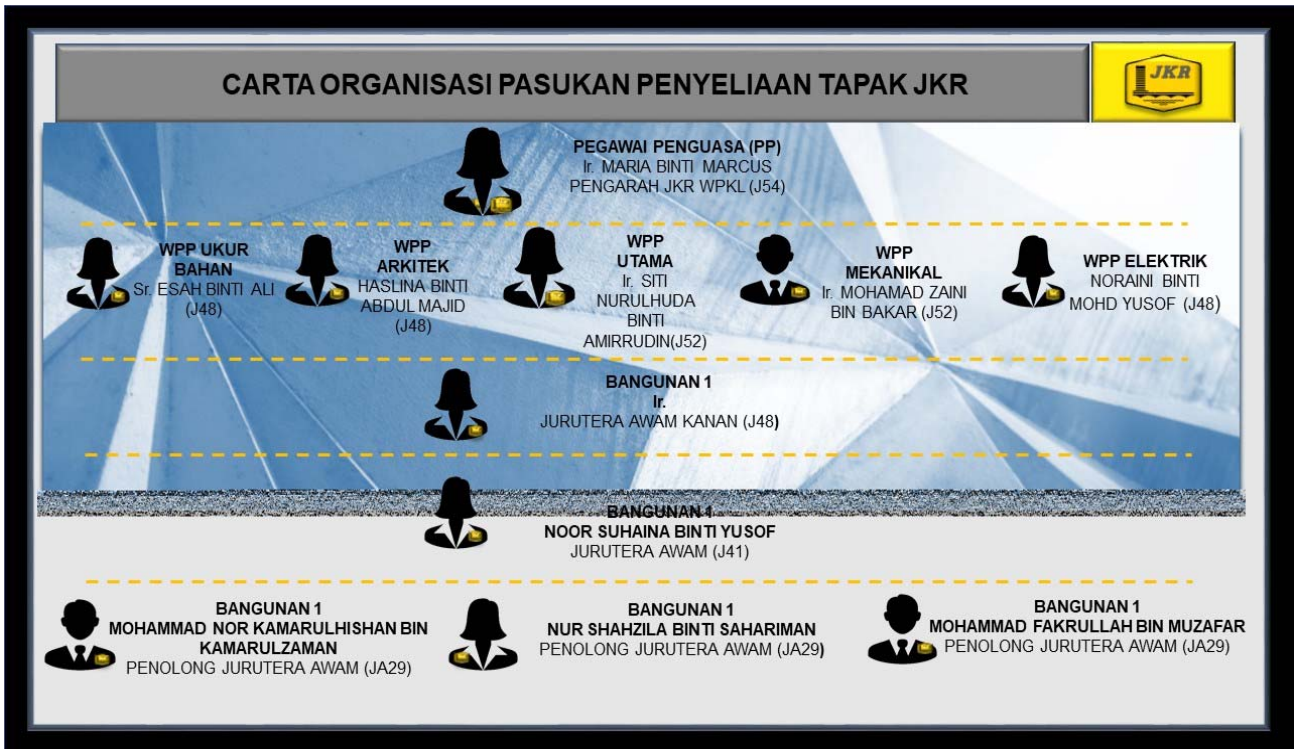 CARTA ORGANISASI PASUKAN PENYELIAAN TAPAK JKR
JKR
PEGAWAI PENGUASA (PP)
Ir. MARIA BINTI MARCUS
PENGARAH JKR WPKL (J54)
WPP UKUR
BAHAN
Sr. ESAH BINTI ALI
(J48)
WPP
ARKITEK
HASLINA BINTI
ABDUL MAJID
(J48)
WPP
UTAMA
Ir. SITI
NURULHUDA
BINTI
AMIRRUDIN(J52)
WPP
MEKANIKAL
Ir. MOHAMAD ZAINI
BIN BAKAR (J52)
WPP ELEKTRIK
NORAINI BINTI
MOHD YUSOF (J48)
BANGUNAN 1
Ir.
JURUTERA AWAM KANAN (J48)
BANGUNAN 1
NOOR SUHAINA BINTI YUSOF
JURUTERA AWAM (J41)
BANGUNAN 1
MOHAMMAD NOR KAMARULHISHAN BIN
KAMARULZAMAN
PENOLONG JURUTERA AWAM (JA29)
BANGUNAN 1
NUR SHAHZILA BINTI SAHARIMAN
PENOLONG JURUTERA AWAM (JA29)
BANGUNAN 1
MOHAMMAD FAKRULLAH BIN MUZAFAR
PENOLONG JURUTERA AWAM (JA29)